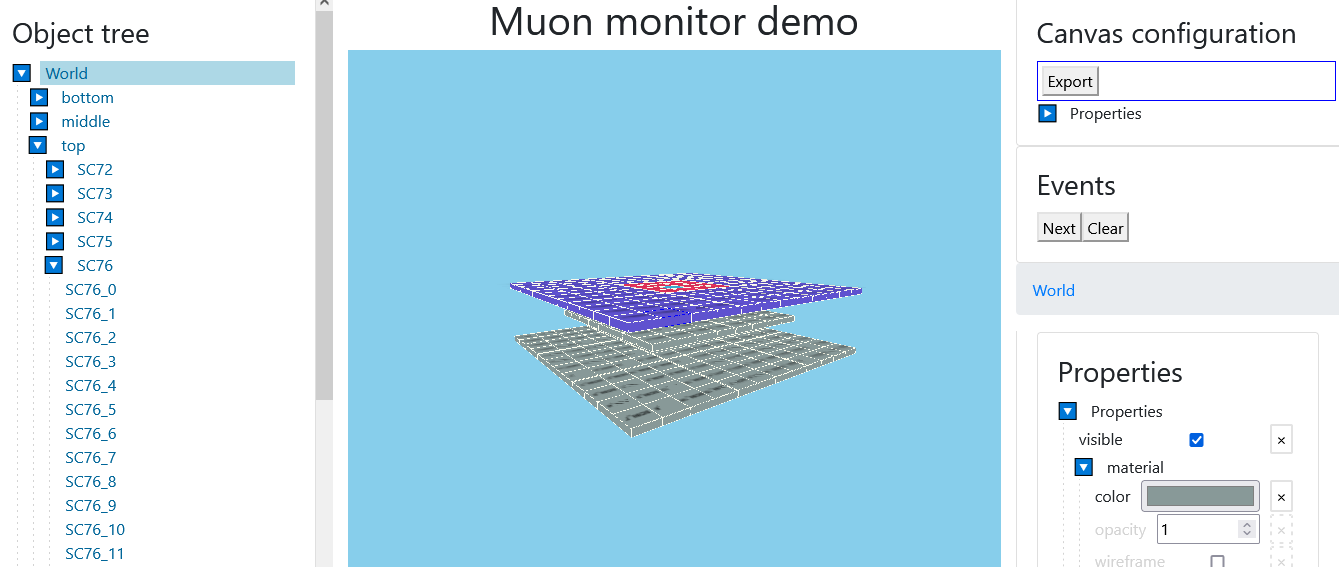 Object tree
World
bottom
middle
top
SC72
SC73
SC74
SC75
SC76
SC76_0
SC76_1
SC76_2
SC76_3
SC76_4
SC76_5
SC76_6
SC76_7
SC76_8
SC76_9
SC76_10
SC76_11
Muon monitor demo
Canvas configuration
Export
Properties
Events
Next Clear
World
Properties
Properties
visible ×
material
color ×
opacity 1 ×
wireframe ×